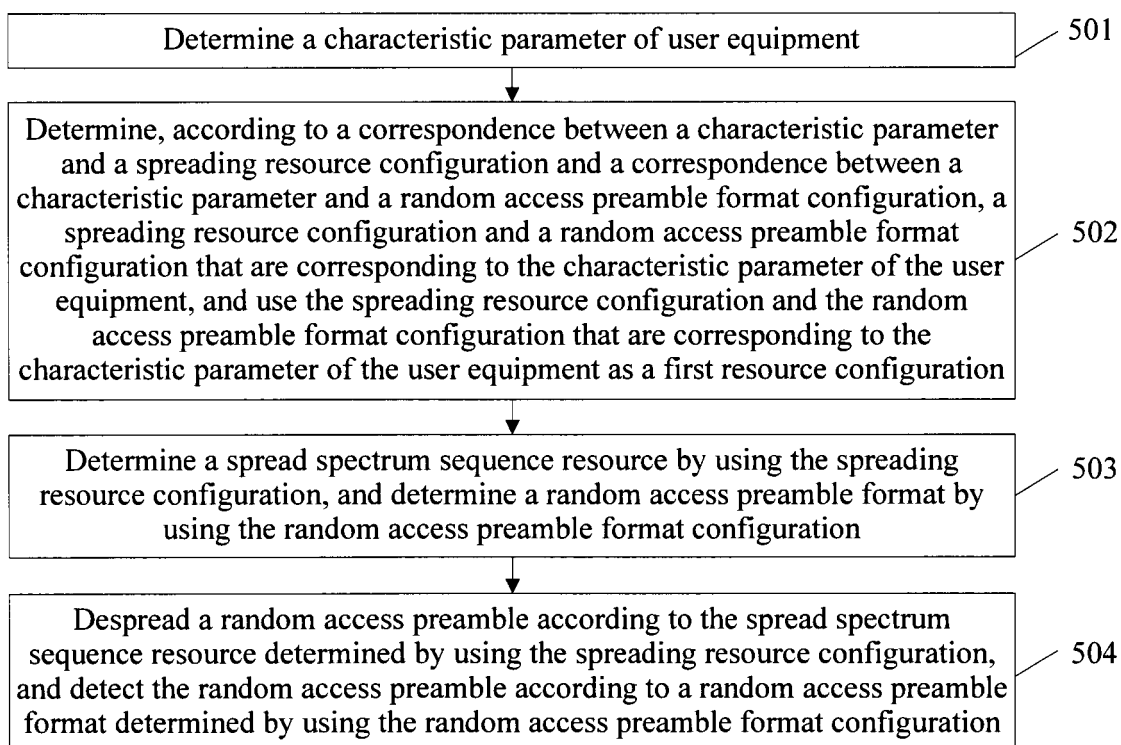 Determine a characteristic parameter of user equipment
501
Determine, according to a correspondence between a characteristic parameter
and a spreading resource configuration and a correspondence between a
characteristic parameter and a random access preamble format configuration, a
spreading resource configuration and a random access preamble format
configuration that are corresponding to the characteristic parameter of the user
equipment, and use the spreading resource configuration and the random
access preamble format configuration that are corresponding to the
characteristic parameter of the user equipment as a first resource configuration
502
Determine a spread spectrum sequence resource by using the spreading
resource configuration, and determine a random access preamble format by
using the random access preamble format configuration
503
Despread a random access preamble according to the spread spectrum
sequence resource determined by using the spreading resource configuration,
and detect the random access preamble according to a random access preamble
format determined by using the random access preamble format configuration
504